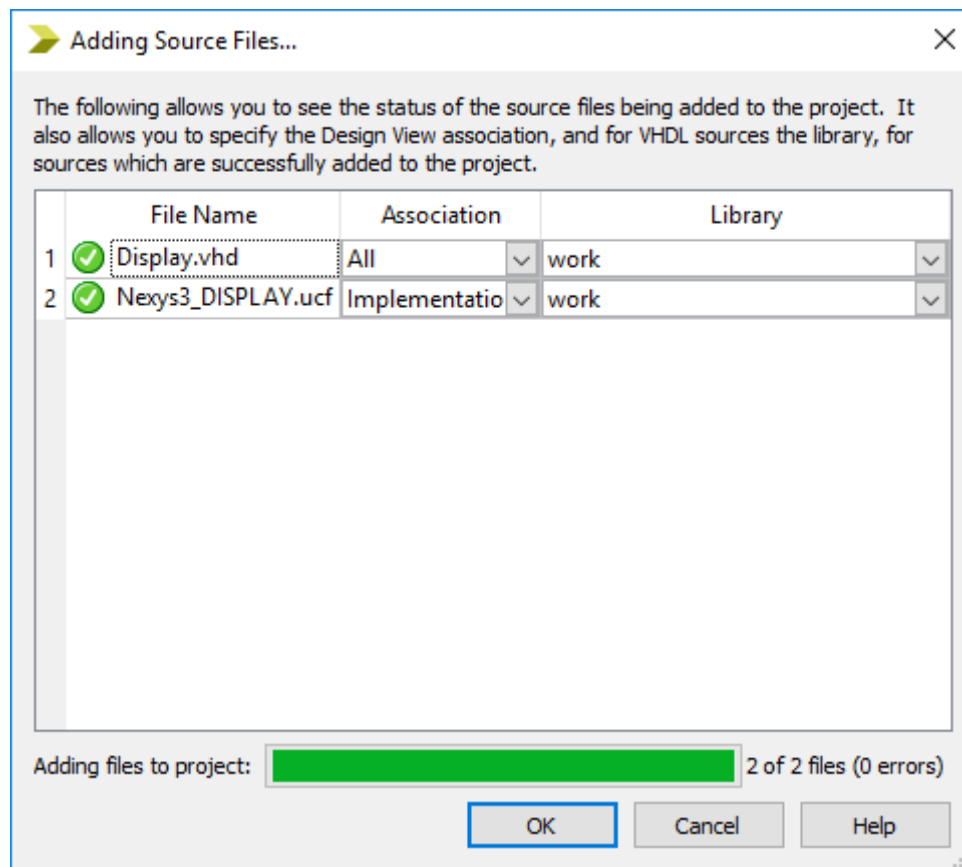 Adding Source Files...
The following allows you to see the status of the source files being added to the project. It
also allows you to specify the Design View association, and for VHDL sources the library, for
sources which are successfully added to the project.
File Name Association Library
1 Display.vhd All work
2 Nexys3_DISPLAY.ucf Implementatio work
Adding files to project: 2 of 2 files (0 errors)
OK Cancel Help